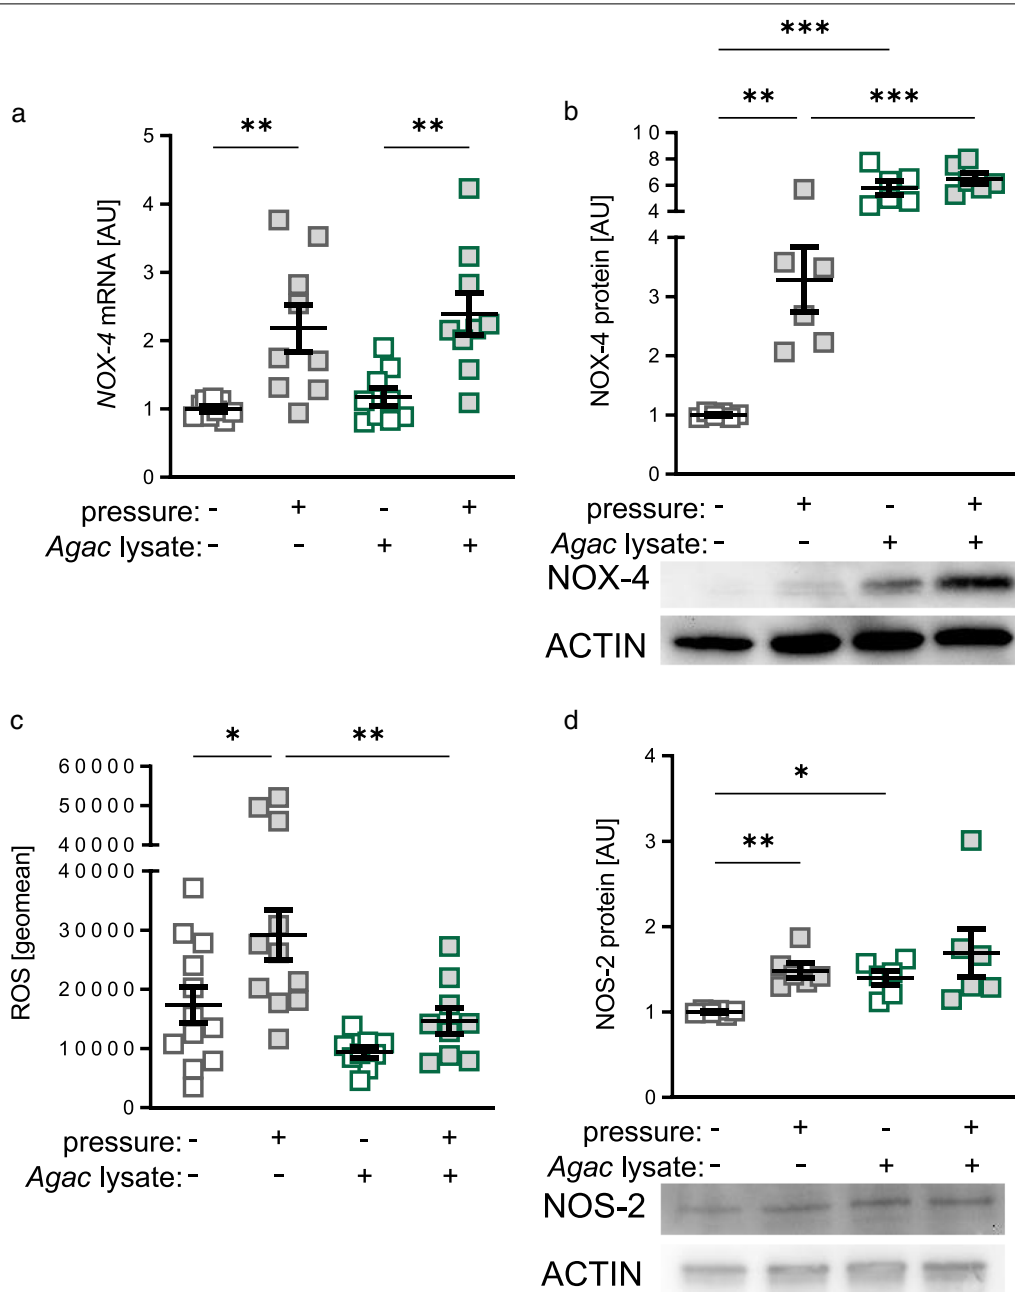 a
** **
NOX-4 mRNA [AU]
5
4
3
2
1
0
pressure: - + - +
Agac lysate: - - + +
b
***
** ***
NOX-4 protein [AU]
10
8
6
4
4
3
2
1
0
pressure: - + - +
Agac lysate: - - + +
NOX-4
ACTIN
c
* **
ROS [geomean]
60000
50000
40000
40000
30000
20000
10000
0
pressure: - + - +
Agac lysate: - - + +
d
*
**
NOS-2 protein [AU]
4
3
2
1
0
pressure: - + - +
Agac lysate: - - + +
NOS-2
ACTIN